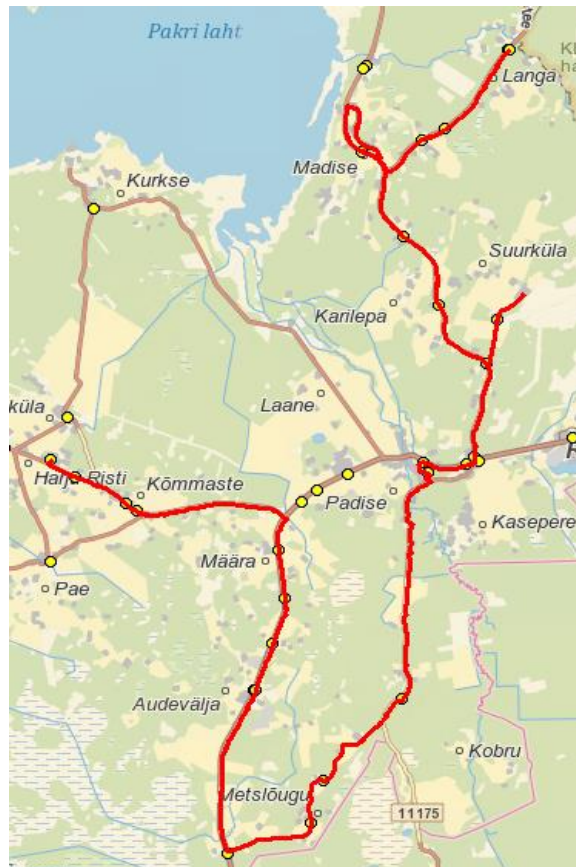 Pakri laht
Langa
Madise
Kurkse
Suurküla
Karilepa
Laane
küla
Harju-Risti
Kõmmaste
Padise
Kasepere
Määra
Pae
Audevälja
Kobru
Metslõugu
11175